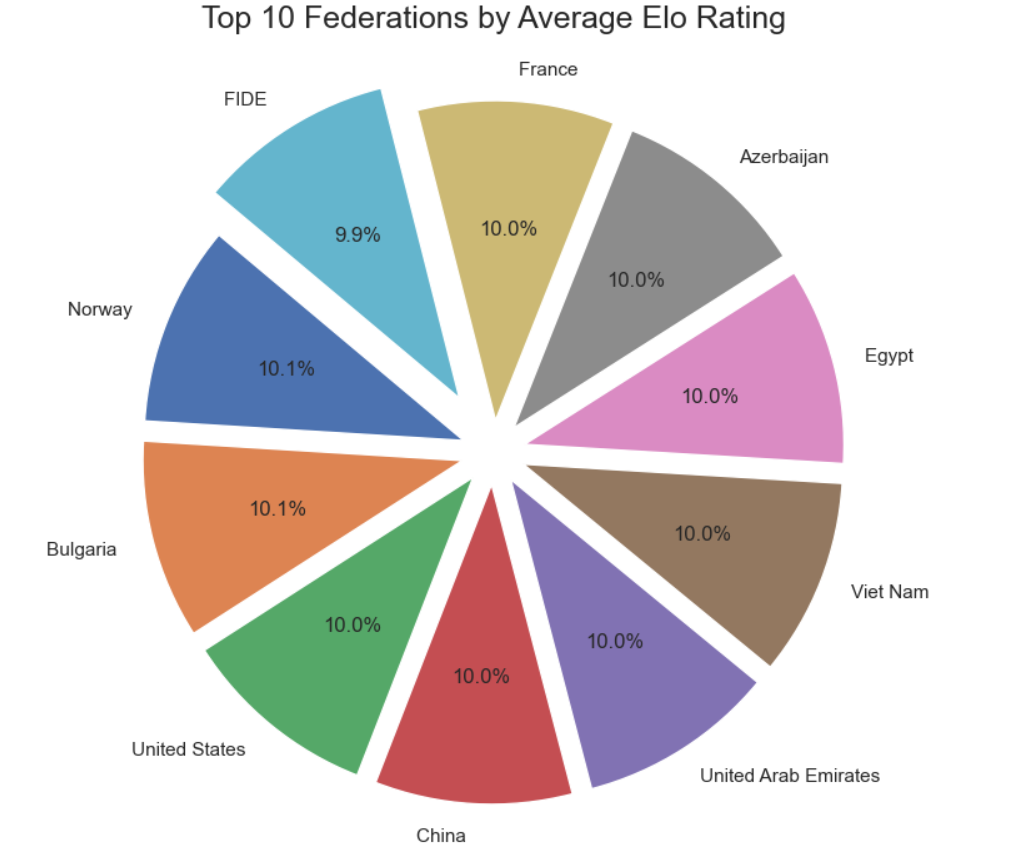 Top 10 Federations by Average Elo Rating
France
FIDE
Azerbaijan
9.9%
10.0%
10.0%
Norway
10.1%
Egypt
10.0%
10.1%
Bulgaria
10.0%
Viet Nam
10.0%
10.0%
10.0%
United States
United Arab Emirates
China